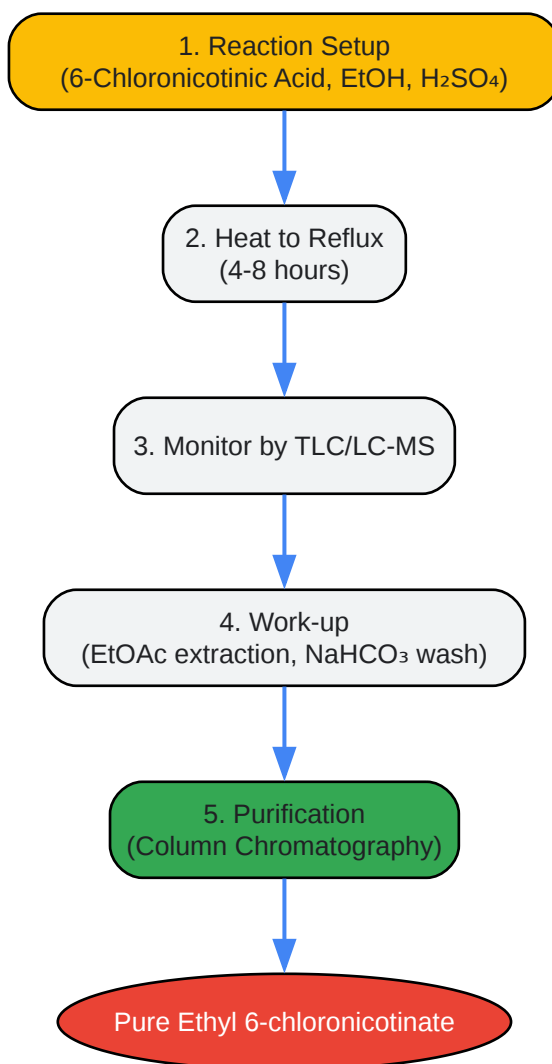 1. Reaction Setup
(6-Chloronicotinic Acid, EtOH, H₂SO₄)
2. Heat to Reflux
(4-8 hours)
3. Monitor by TLC/LC-MS
4. Work-up
(EtOAc extraction, NaHCO₃ wash)
5. Purification
(Column Chromatography)
Pure Ethyl 6-chloronicotinate